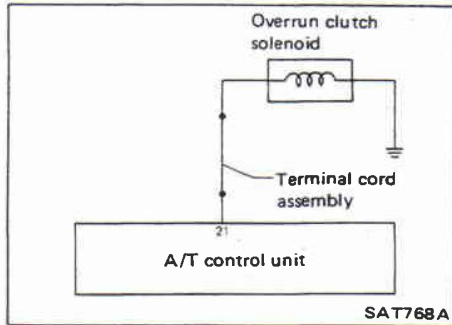 Overrun clutch
solenoid
Terminal cord
assembly
21
A/T control unit
SAT768A